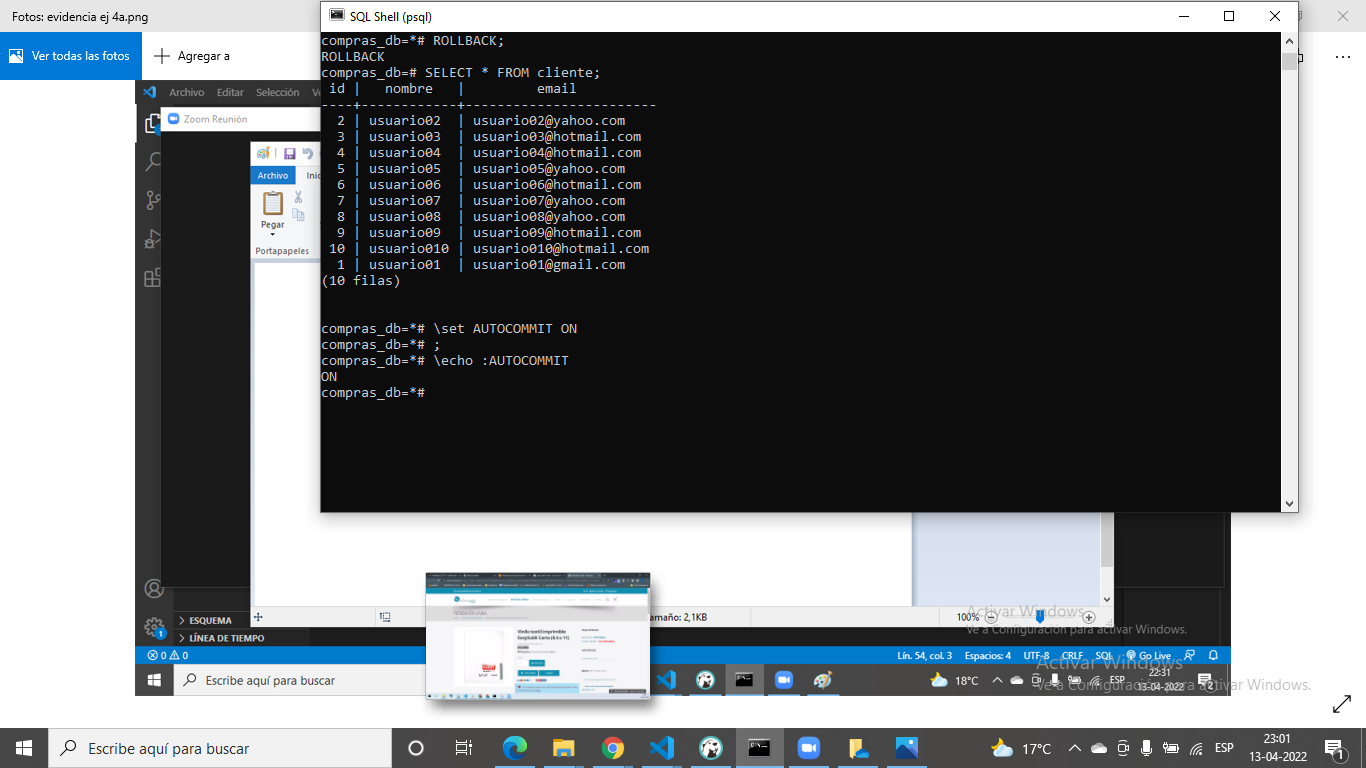 Fotos: evidencia ej 4a.png
SQL Shell (psql)
Ver todas las fotos
Agregar a
compras_db=*# ROLLBACK;
ROLLBACK
compras_db=# SELECT * FROM cliente;
id | nombre | email
----+------------+------------------------
2 | usuario02 | usuario02@yahoo.com
3 | usuario03 | usuario03@hotmail.com
4 | usuario04 | usuario04@hotmail.com
5 | usuario05 | usuario05@yahoo.com
6 | usuario06 | usuario06@hotmail.com
7 | usuario07 | usuario07@yahoo.com
8 | usuario08 | usuario08@yahoo.com
9 | usuario09 | usuario09@hotmail.com
10 | usuario010 | usuario010@hotmail.com
1 | usuario01 | usuario01@gmail.com
(10 filas)
compras_db=*# \set AUTOCOMMIT ON
compras_db=*# ;
compras_db=*# \echo :AUTOCOMMIT
ON
compras_db=*#
Archivo Editar Selección
Zoom Reunión
Archivo
Pegar
Portapapeles
ESQUEMA
LÍNEA DE TIEMPO
2,1KB
100%
Activar Windows
Ve a Configuración para activar Windows.
0 0
Lín. 54, col. 3 Espacios: 4 UTF-8 CRLF SQL Go Live
Activar Windows
Ve a Configuración para activar Windows.
Escribe aquí para buscar
18°C
ESP
22:31
13-04-2022
2
Escribe aquí para buscar
17°C
ESP
23:01
13-04-2022
1